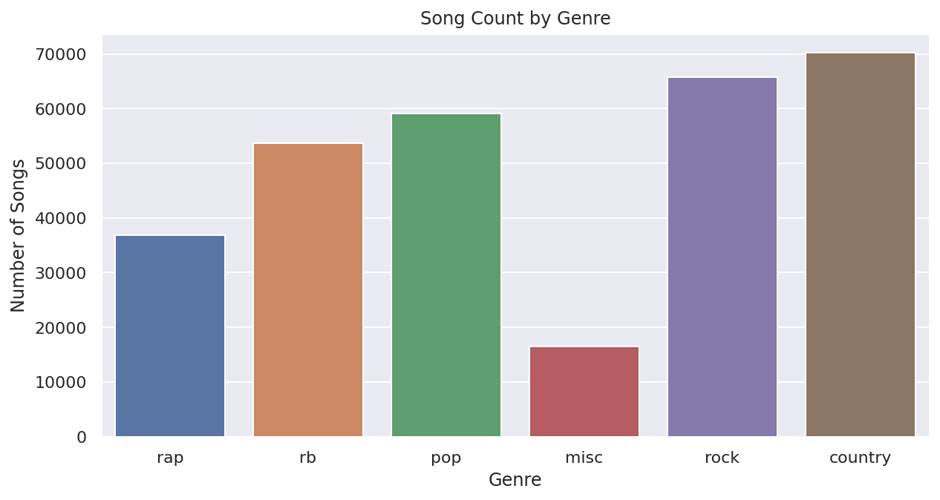 Song Count by Genre
Number of Songs
70000
60000
50000
40000
30000
20000
10000
0
rap rb pop misc rock country
Genre